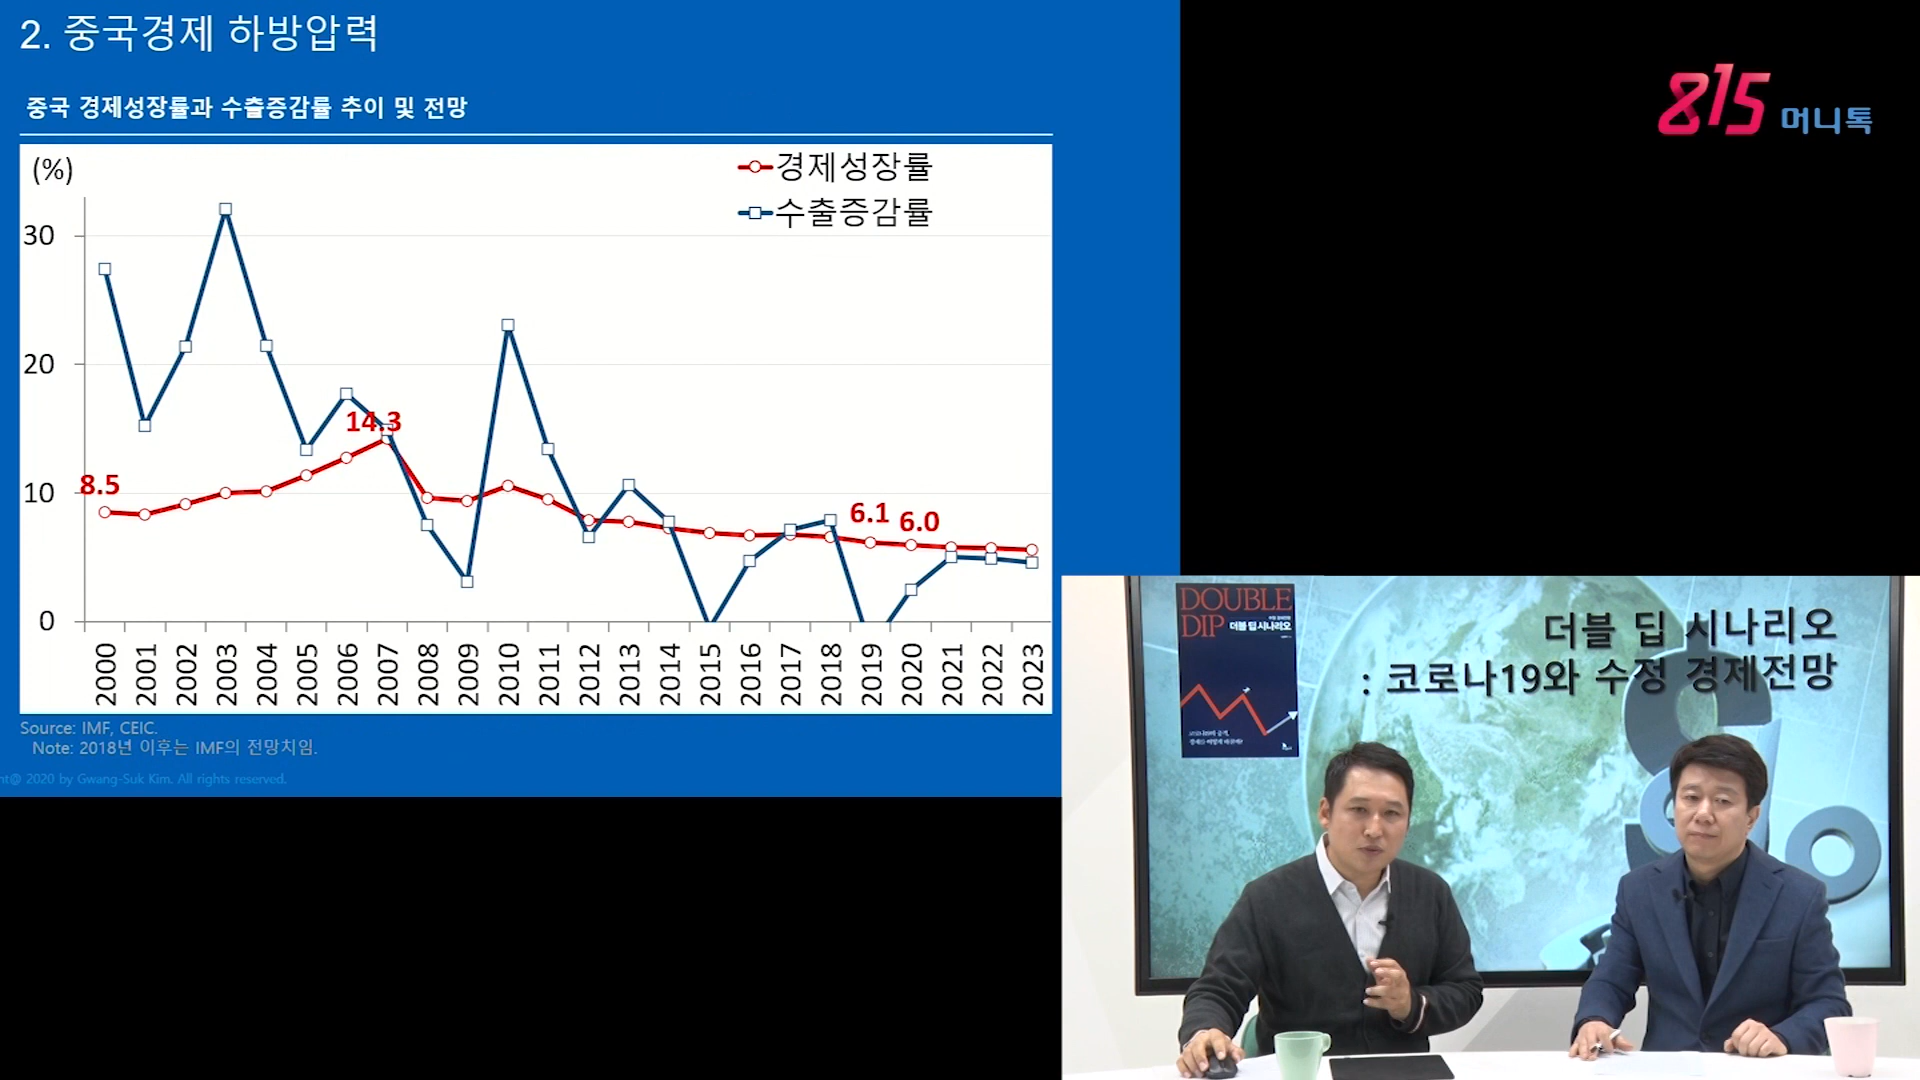 2. 중국경제 하방압력
중국 경제성장률과 수출증감률 추이 및 전망
(%)
경제성장률
수출증감률
30
20
10
0
8.5
14.3
6.1
6.0
2000
2001
2002
2003
2004
2005
2006
2007
2008
2009
2010
2011
2012
2013
2014
2015
2016
2017
2018
2019
2020
2021
2022
2023
Source: IMF, CEIC.
Note: 2018년 이후는 IMF의 전망치임.
@ 2020 by Gwang-Suk Kim. All rights reserved.
815 머니톡
DOUBLE
DIP 더블 딥 시나리오
더블 딥 시나리오
: 코로나19와 수정 경제전망